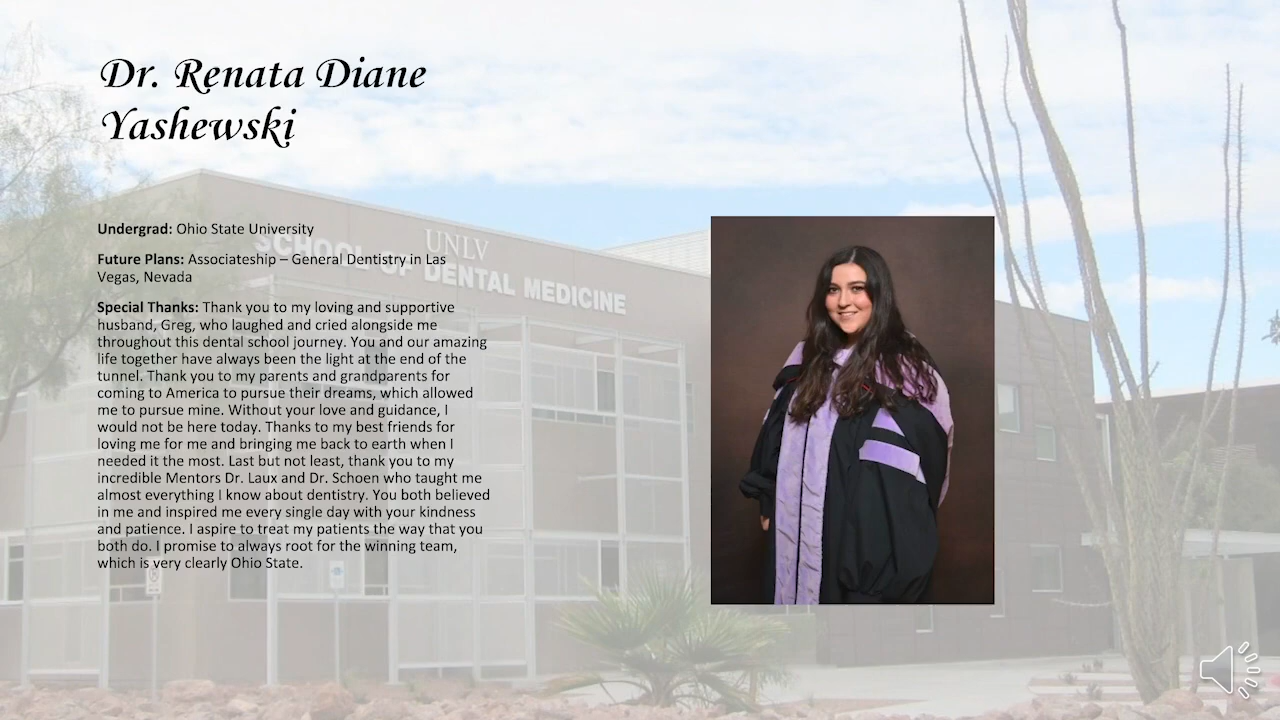 Dr. Renata Diane
Yashewski
Undergrad: Ohio State University
Future Plans: Associateship – General Dentistry in Las
Vegas, Nevada
Special Thanks: Thank you to my loving and supportive
husband, Greg, who laughed and cried alongside me
throughout this dental school journey. You and our amazing
life together have always been the light at the end of the
tunnel. Thank you to my parents and grandparents for
coming to America to pursue their dreams, which allowed
me to pursue mine. Without your love and guidance, I
would not be here today. Thanks to my best friends for
loving me for me and bringing me back to earth when I
needed it the most. Last but not least, thank you to my
incredible Mentors Dr. Laux and Dr. Schoen who taught me
almost everything I know about dentistry. You both believed
in me and inspired me every single day with your kindness
and patience. I aspire to treat my patients the way that you
both do. I promise to always root for the winning team,
which is very clearly Ohio State.
UNLV
SCHOOL OF DENTAL MEDICINE